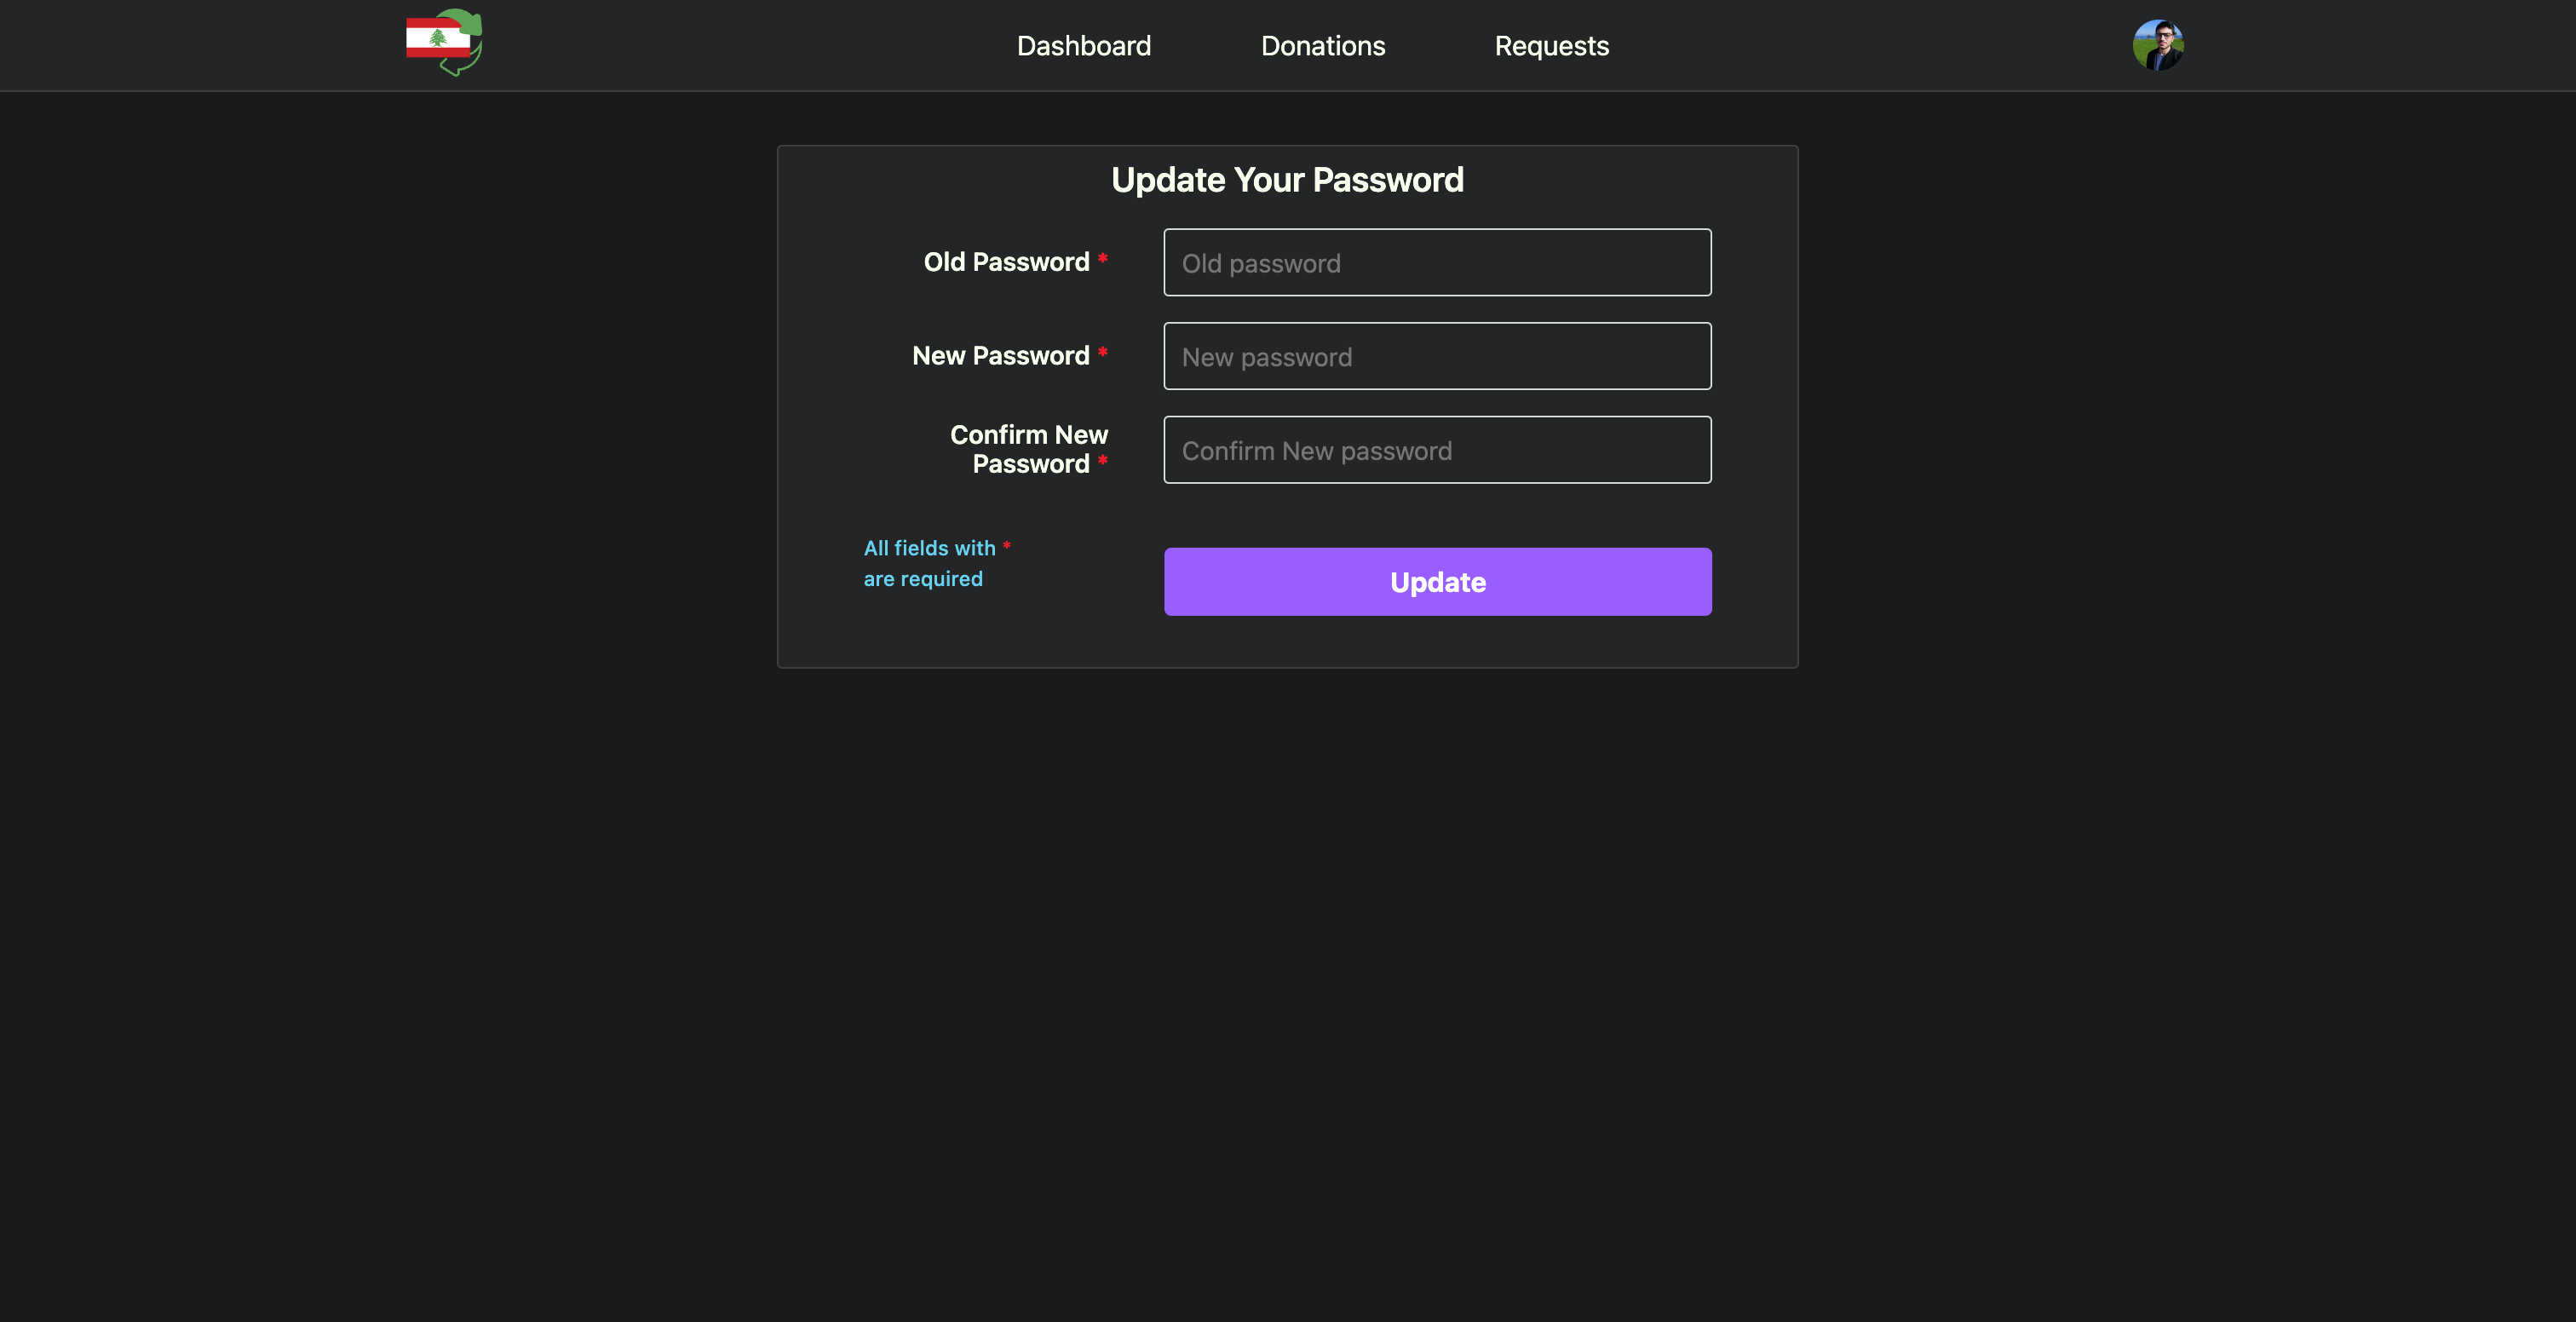 Dashboard Donations Requests
Update Your Password
Old Password * Old password
New Password * New password
Confirm New
Password * Confirm New password
All fields with *
are required
Update